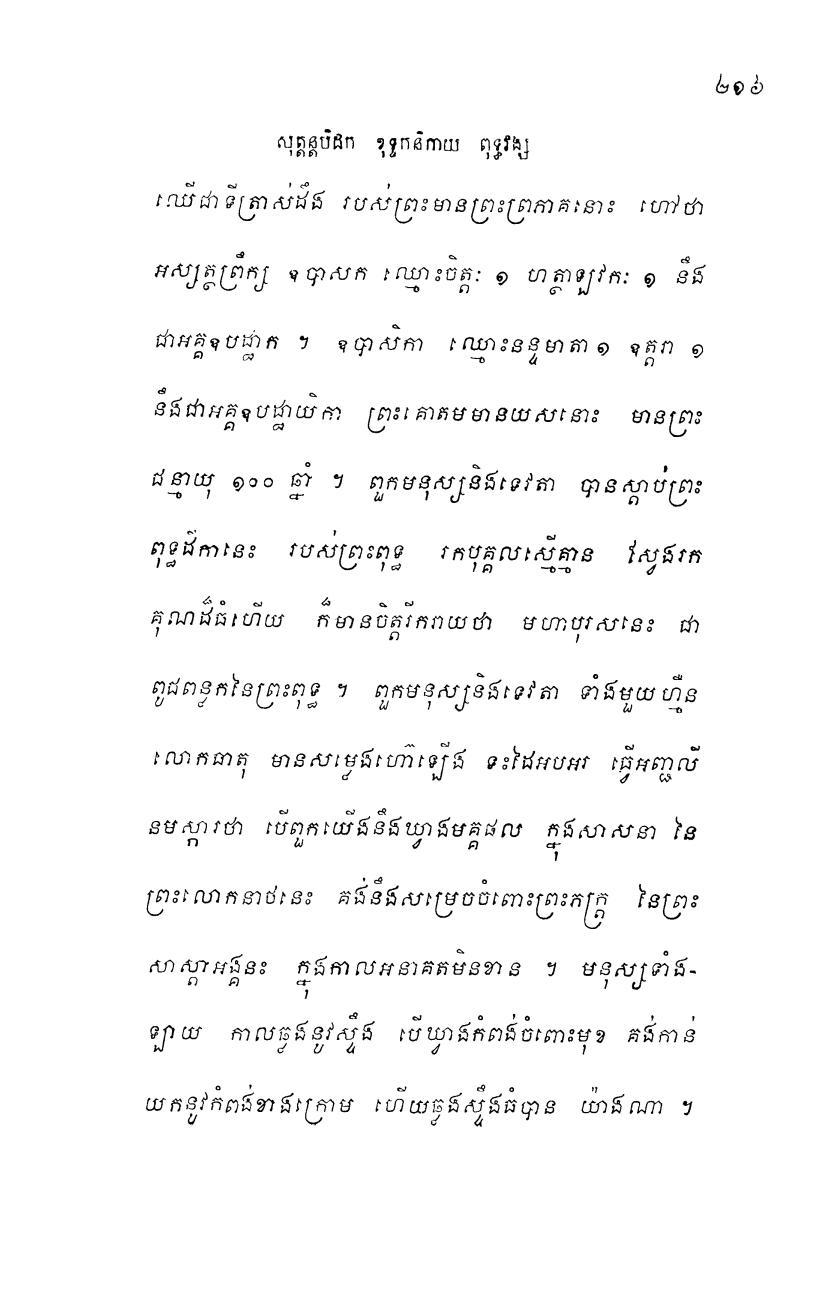 ២១៦
សុត្តន្តបិដក ខុទ្ទកនិកាយ ពុទ្ធវង្ស
ឈើជាទីត្រាស់ដឹង របស់ព្រះមានព្រះព្រភាគនោះ ហៅថា
អស្សត្ថព្រឹក្ស ឧបាសក ឈ្មោះចិត្តៈ ១ ហត្ថាឡវកៈ ១ នឹង
ជាអគ្គឧបដ្ឋាក ។ ឧបាសិកា ឈ្មោះនន្ទមាតា ១ ឧត្តរា ១
នឹងជាអគ្គឧបដ្ឋាយិកា ព្រះគោតមមានយសនោះ មានព្រះ
ជន្មាយុ ១០០ ឆ្នាំ ។ ពួកមនុស្សនិងទេវតា បានស្តាប់ព្រះ
ពុទ្ធដីកានេះ របស់ព្រះពុទ្ធ រកបុគ្គលស្មើគ្មាន ស្វែងរក
គុណដ៏ធំហើយ ក៏មានចិត្តរីករាយថា មហាបុរសនេះ ជា
ពូជពន្លកនៃព្រះពុទ្ធ ។ ពួកមនុស្សនិងទេវតា ទាំងមួយហ្មឺន
លោកធាតុ មានសម្លេងហ៊ោឡើង ទះដៃអបអរ ធ្វើអញ្ជលី
នមស្ការថា បើពួកយើងនឹងឃ្វាងមគ្គផល ក្នុងសាសនា នៃ
ព្រះលោកនាថនេះ គង់នឹងសម្រេចចំពោះព្រះភក្ត្រ នៃព្រះ
សាស្តាអង្គនះ ក្នុងកាលអនាគតមិនខាន ។ មនុស្សទាំង-
ឡាយ កាលឆ្លងនូវស្ទឹង បើឃ្វាងកំពង់ចំពោះមុខ គង់កាន់
យកនូវកំពង់ខាងក្រោម ហើយឆ្លងស្ទឹងធំបាន យ៉ាងណា ។